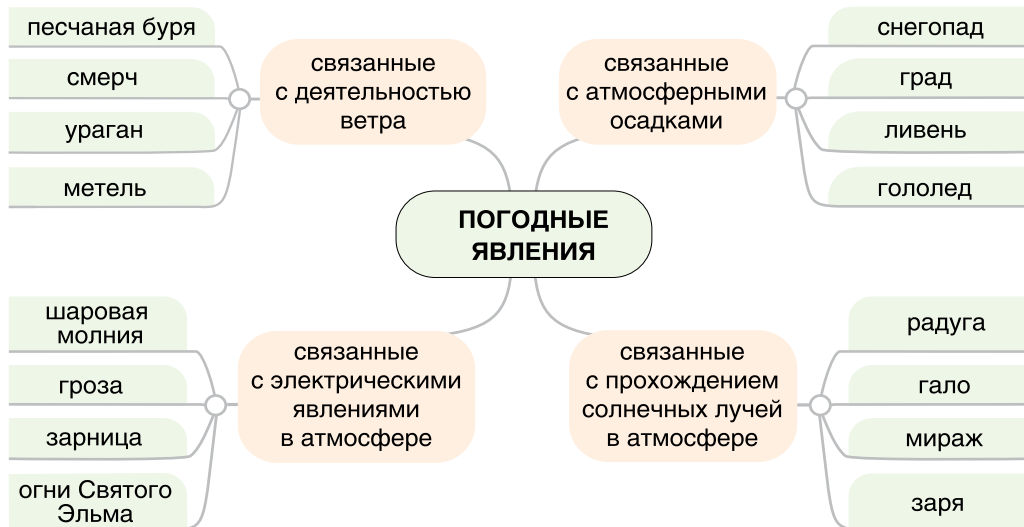 ПОГОДНЫЕ
ЯВЛЕНИЯ
связанные
с деятельностью
ветра
песчаная буря
смерч
ураган
метель
связанные
с атмосферными
осадками
снегопад
град
ливень
гололед
связанные
с электрическими
явлениями
в атмосфере
шаровая
молния
гроза
зарница
огни Святого
Эльма
связанные
с прохождением
солнечных лучей
в атмосфере
радуга
гало
мираж
заря